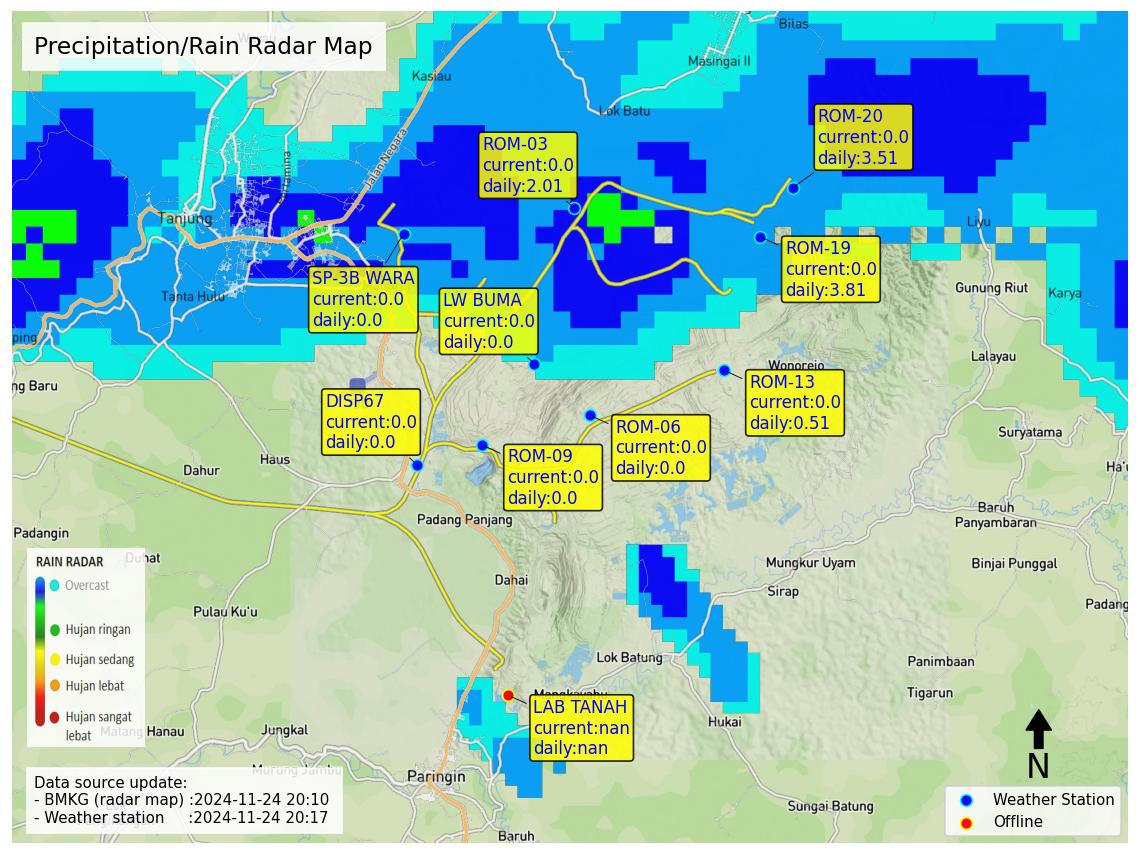 Precipitation/Rain Radar Map
Bilas
Masingai II
Kasiau
Lok Batu
Jalan Negara
ROM-20
current:0.0
daily:3.51
ROM-03
current:0.0
daily:2.01
Tanjung
Liyu
ROM-19
current:0.0
daily:3.81
SP-3B WARA
current:0.0
daily:0.0
LW BUMA
current:0.0
daily:0.0
Tanta Hulu
Gunung Riut
Karya
ping
Lalayau
Wonorejo
ng Baru
ROM-13
current:0.0
daily:0.51
DISP67
current:0.0
daily:0.0
ROM-06
current:0.0
daily:0.0
Suryatama
Haus
Dahur
ROM-09
current:0.0
daily:0.0
Ha'u
Baruh
Panyambaran
Padang Panjang
Padangin
Duhat
Binjai Punggal
Mungkur Uyam
RAIN RADAR
Overcast
Hujan ringan
Hujan sedang
Hujan lebat
Hujan sangat
lebat
Dahai
Sirap
Padang
Pulau Ku'u
Lok Batung
Panimbaan
Tigarun
Mangkayahu
LAB TANAH
current:nan
daily:nan
Hukai
Matang Hanau
Jungkal
Murung Jambu
Paringin
N
Data source update:
- BMKG (radar map) :2024-11-24 20:10
- Weather station :2024-11-24 20:17
Weather Station
Offline
Sungai Batung
Baruh